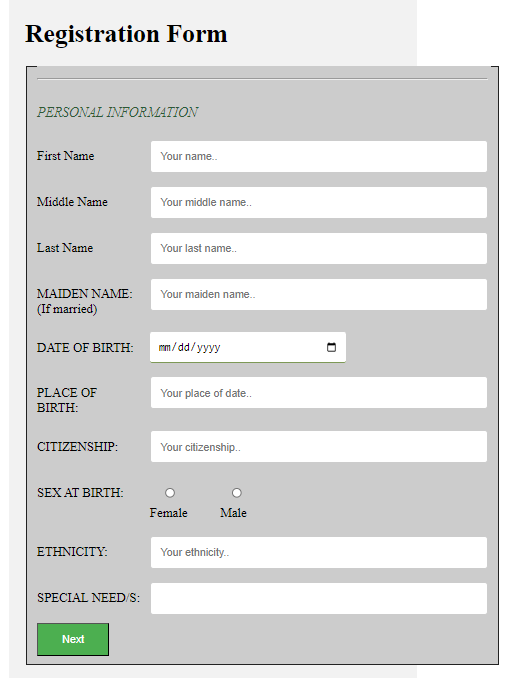 Registration Form
PERSONAL INFORMATION
First Name Your name..
Middle Name Your middle name..
Last Name Your last name..
MAIDEN NAME: Your maiden name..
(If married)
DATE OF BIRTH: mm/dd/yyyy
PLACE OF Your place of date..
BIRTH:
CITIZENSHIP: Your citizenship..
SEX AT BIRTH:
Female Male
ETHNICITY: Your ethnicity..
SPECIAL NEED/S:
Next